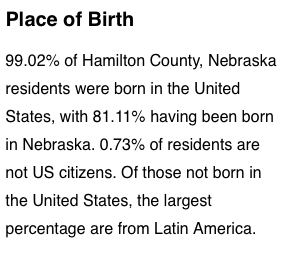 Place of Birth
99.02% of Hamilton County, Nebraska
residents were born in the United
States, with 81.11% having been born
in Nebraska. 0.73% of residents are
not US citizens. Of those not born in
the United States, the largest
percentage are from Latin America.